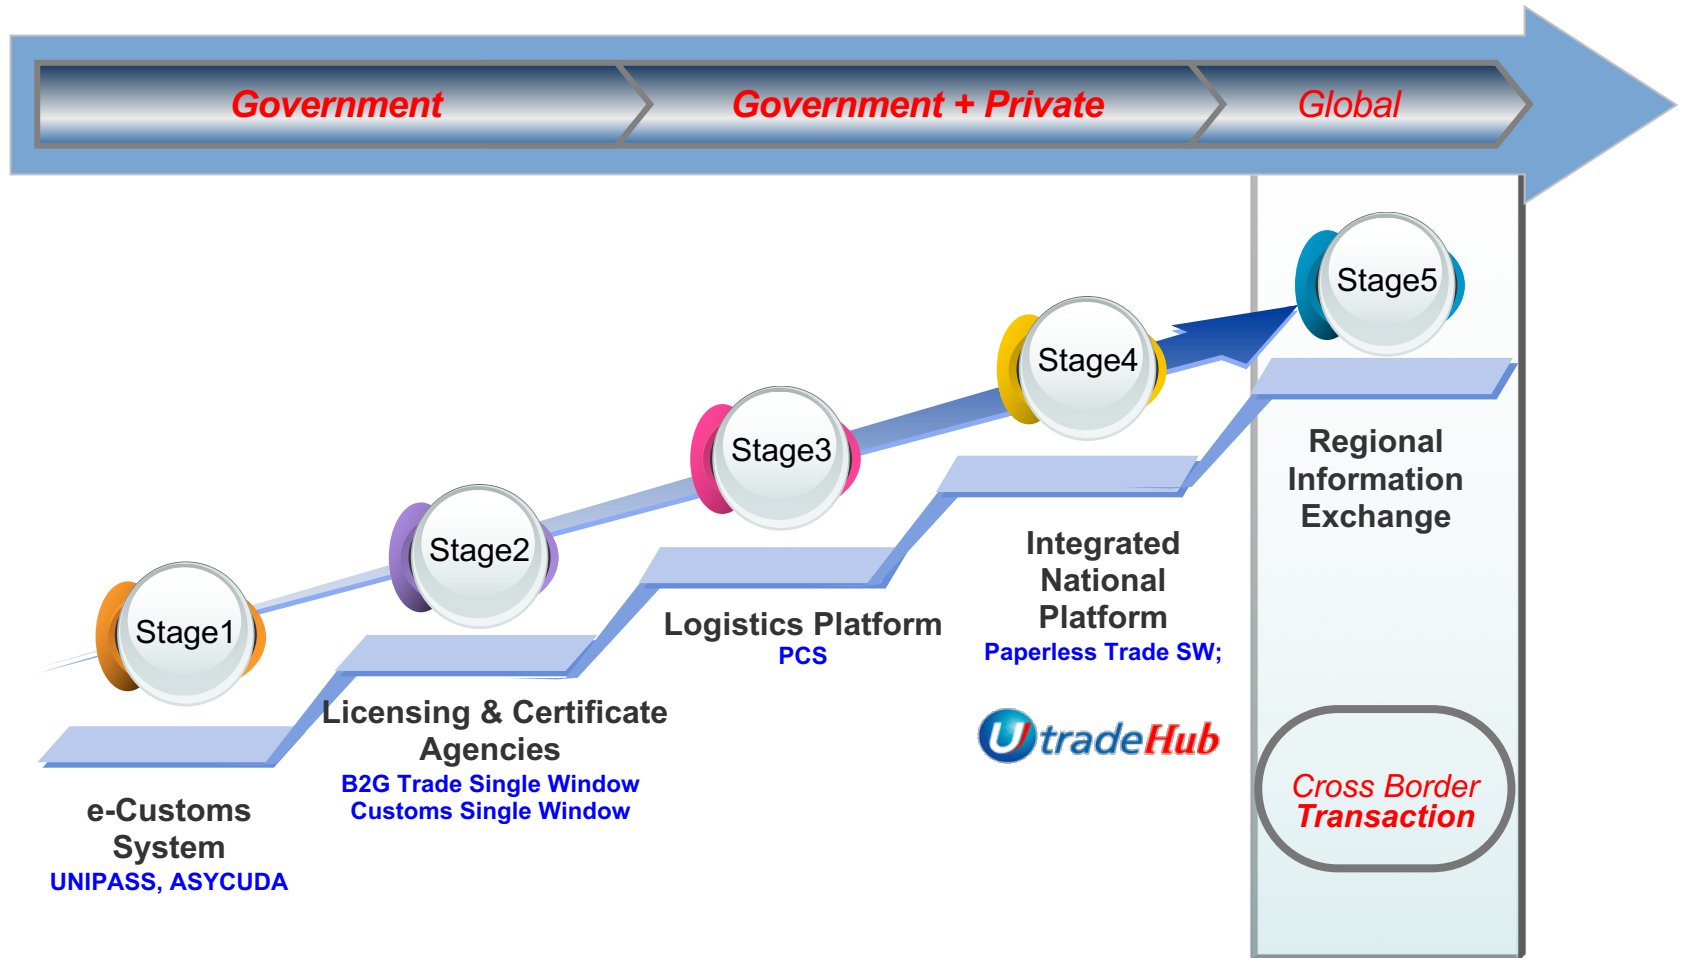 Government
Government + Private
Global
Stage1
Stage2
Stage3
Stage4
Stage5
e-Customs
System
UNIPASS, ASYCUDA
Licensing & Certificate
Agencies
B2G Trade Single Window
Customs Single Window
Logistics Platform
PCS
Integrated
National
Platform
Paperless Trade SW;
UtradeHub
Regional
Information
Exchange
Cross Border
Transaction